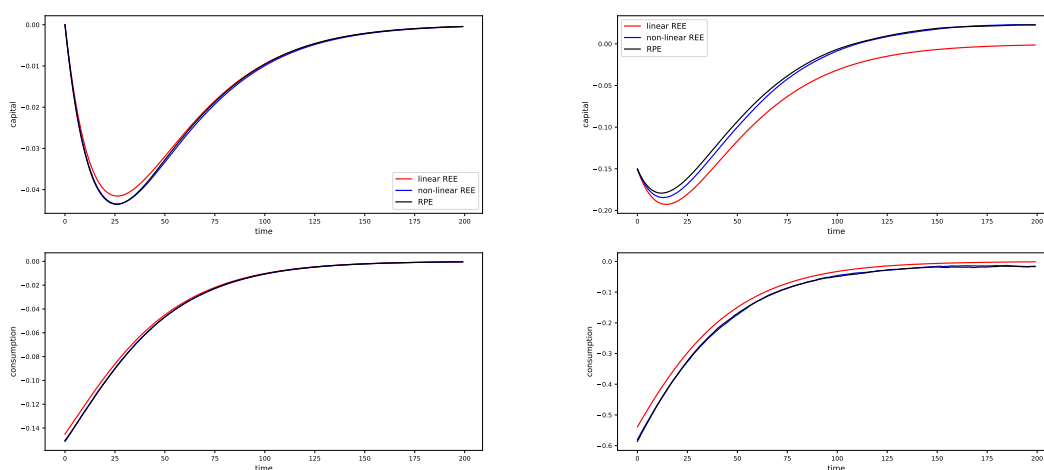 0.00
−0.01
−0.02
−0.03
−0.04
capital
linear REE
non-linear REE
RPE
0 25 50 75 100 125 150 175 200
time
0.00
−0.05
−0.10
−0.15
−0.20
capital
linear REE
non-linear REE
RPE
0 25 50 75 100 125 150 175 200
time
0.00
−0.02
−0.04
−0.06
−0.08
−0.10
−0.12
−0.14
consumption
0 25 50 75 100 125 150 175 200
time
0.0
−0.1
−0.2
−0.3
−0.4
−0.5
−0.6
consumption
0 25 50 75 100 125 150 175 200
time